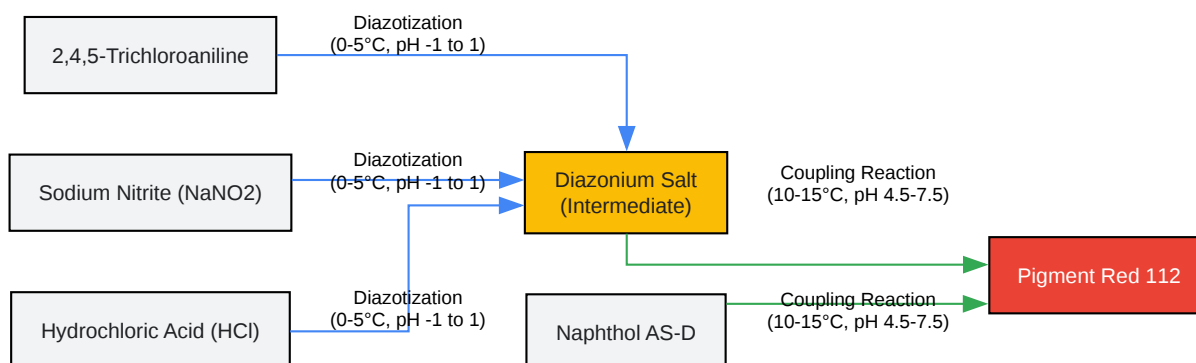 Diazotization
(0-5°C, pH -1 to 1)
2,4,5-Trichloroaniline
Diazotization
(0-5°C, pH -1 to 1)
Sodium Nitrite (NaNO2)
Diazonium Salt
(Intermediate)
Coupling Reaction
(10-15°C, pH 4.5-7.5)
Pigment Red 112
Diazotization
(0-5°C, pH -1 to 1)
Hydrochloric Acid (HCl)
Coupling Reaction
(10-15°C, pH 4.5-7.5)
Naphthol AS-D